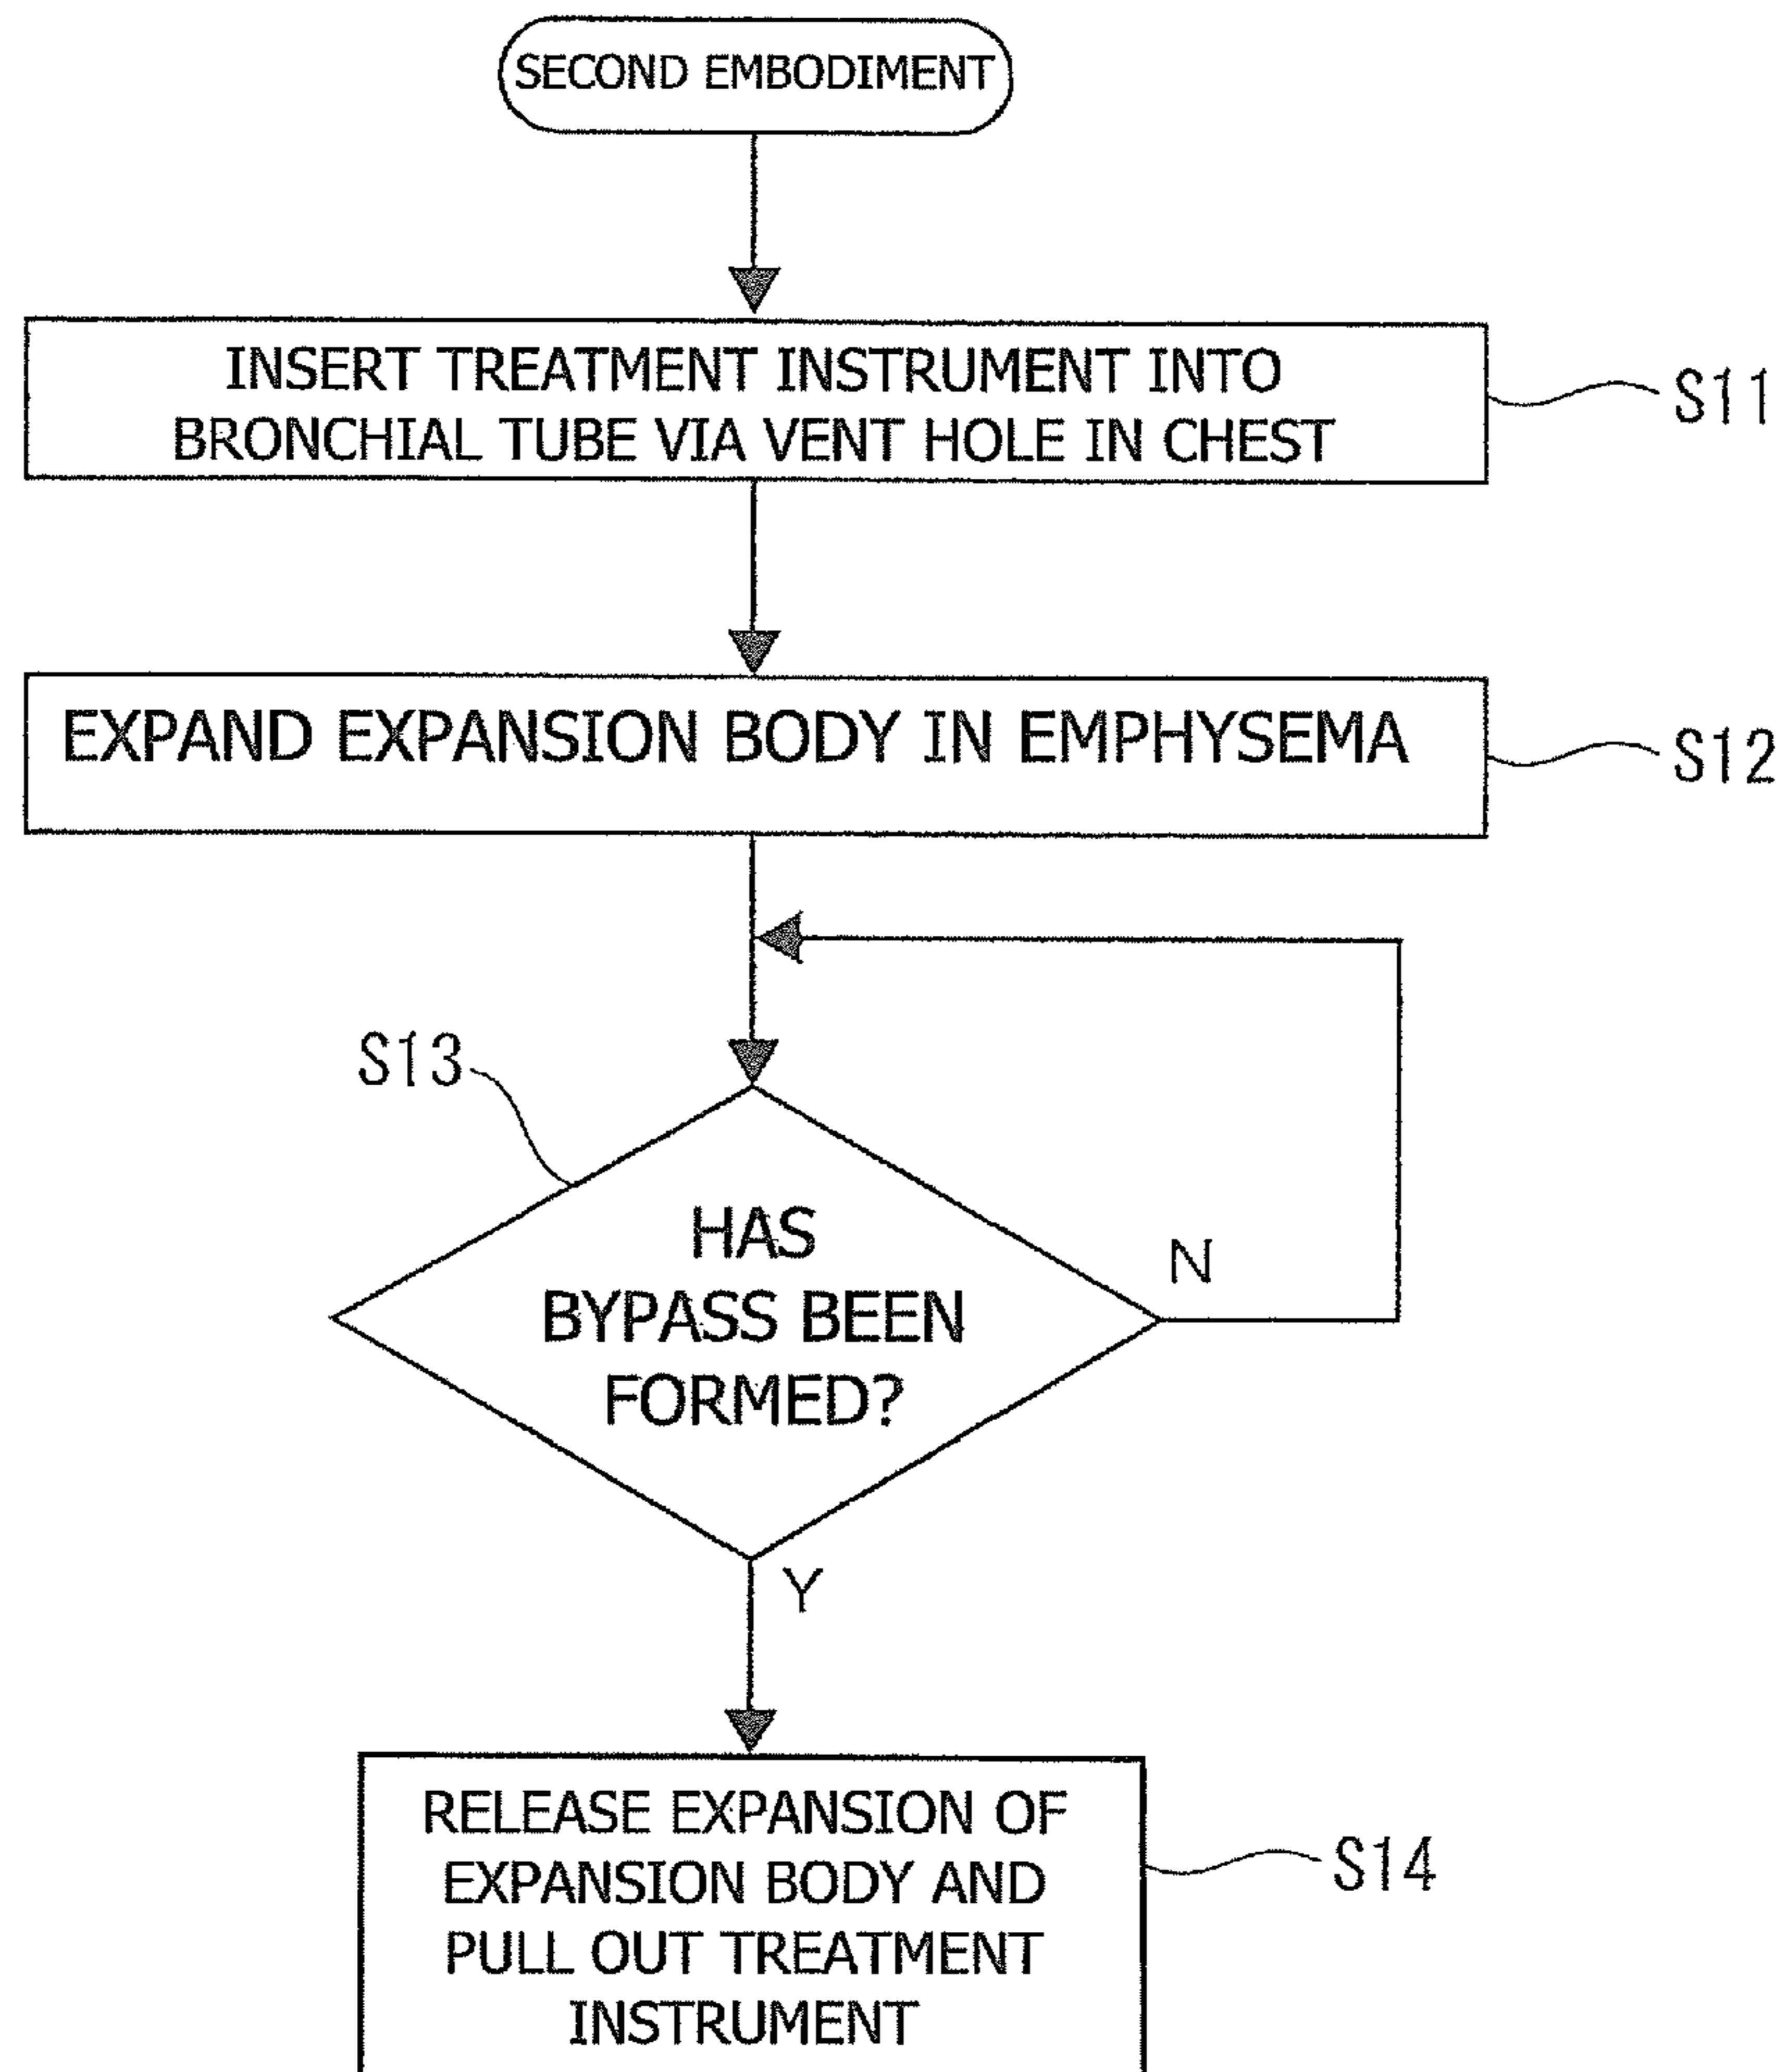 SECOND EMBODIMENT
INSERT TREATMENT INSTRUMENT INTO
BRONCHIAL TUBE VIA VENT HOLE IN CHEST
S11
EXPAND EXPANSION BODY IN EMPHYSEMA
S12
S13
HAS
BYPASS BEEN
FORMED?
N
Y
RELEASE EXPANSION OF
EXPANSION BODY AND
PULL OUT TREATMENT
INSTRUMENT
S14